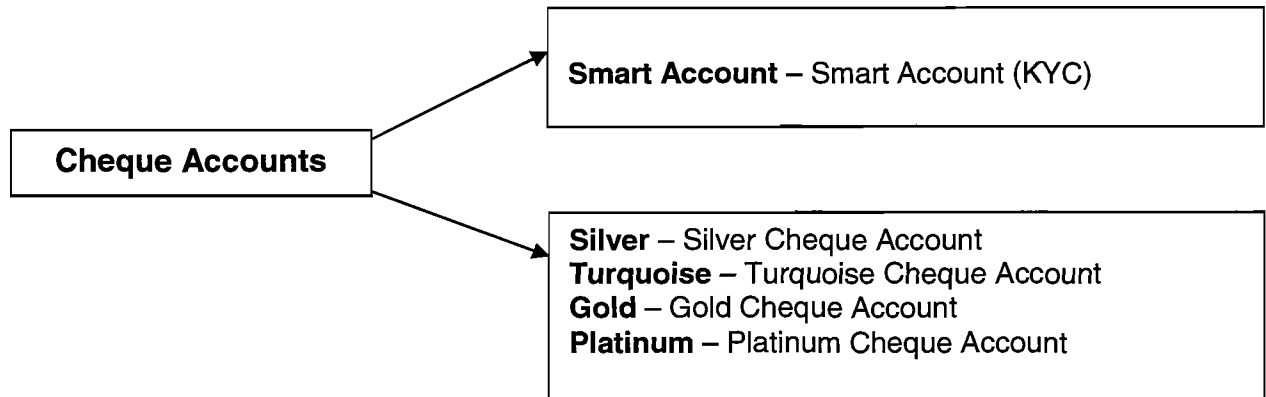 Smart Account – Smart Account (KYC)
Cheque Accounts
Silver – Silver Cheque Account
Turquoise – Turquoise Cheque Account
Gold – Gold Cheque Account
Platinum – Platinum Cheque Account